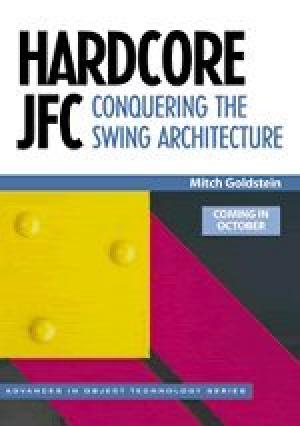 HARDCORE
JFC CONQUERING THE
SWING ARCHITECTURE
Mitch Goldstein
COMING IN
OCTOBER
ADVANCES IN OBJECT TECHNOLOGY SERIES